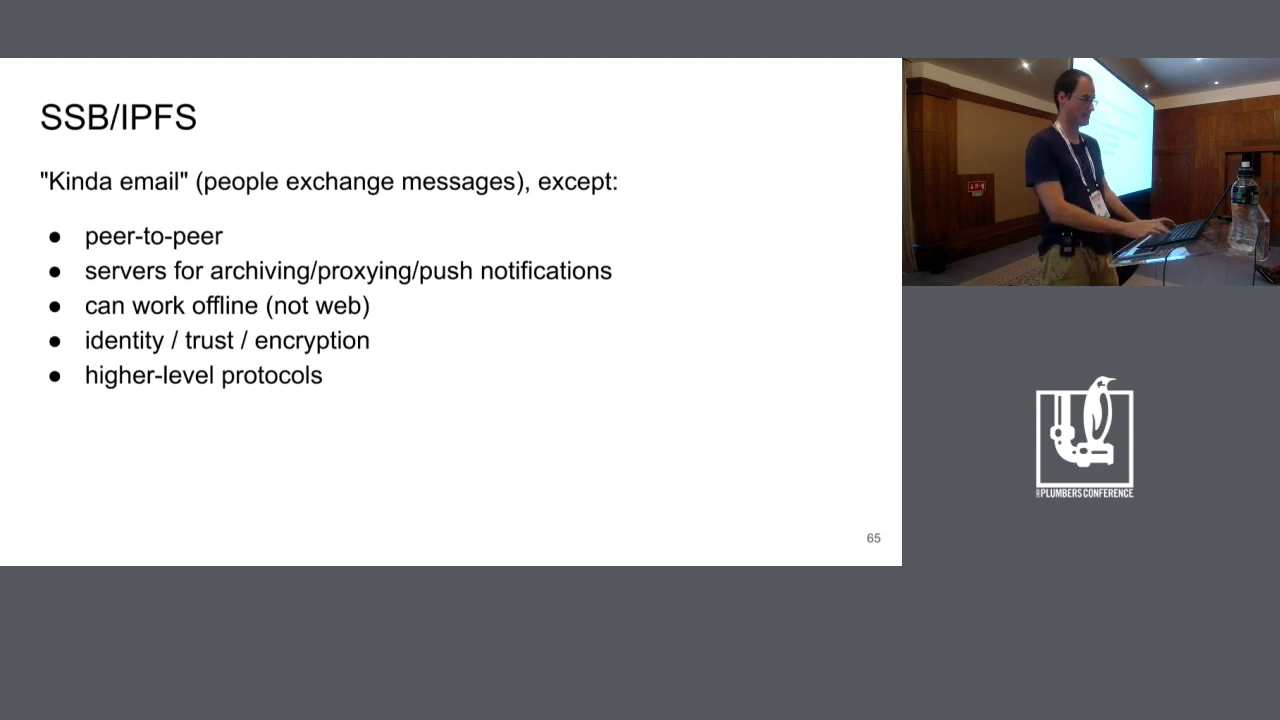 SSB/IPFS
"Kinda email" (people exchange messages), except:
● peer-to-peer
● servers for archiving/proxying/push notifications
● can work offline (not web)
● identity / trust / encryption
● higher-level protocols
65
PLUMBERS CONFERENCE